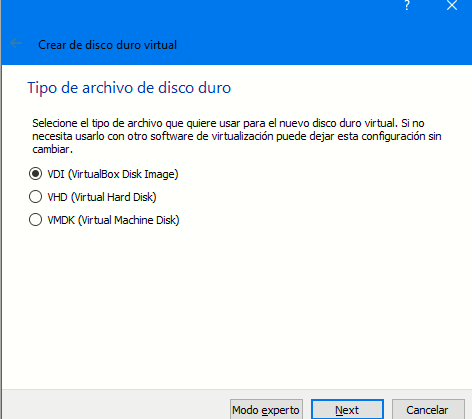 ?
Crear de disco duro virtual
Tipo de archivo de disco duro
Selecione el tipo de archivo que quiere usar para el nuevo disco duro virtual. Si no
necesita usarlo con otro software de virtualización puede dejar esta configuración sin
cambiar.
VDI (VirtualBox Disk Image)
VHD (Virtual Hard Disk)
VMDK (Virtual Machine Disk)
Modo experto Next Cancelar